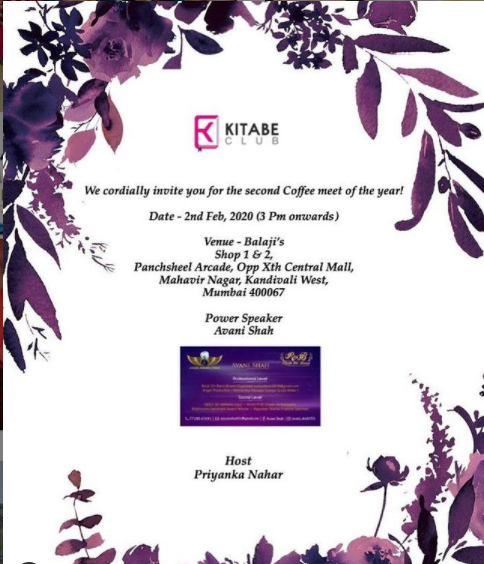 KITABE
CLUB
We cordially invite you for the second Coffee meet of the year!
Date - 2nd Feb, 2020 (3 Pm onwards)
Venue - Balaji's
Shop 1 & 2,
Panchsheel Arcade, Opp Xth Central Mall,
Mahavir Nagar, Kandivali West,
Mumbai 400067
Power Speaker
Avani Shah
AVANI SHAH
Professional Level
Social Level
Host
Priyanka Nahar